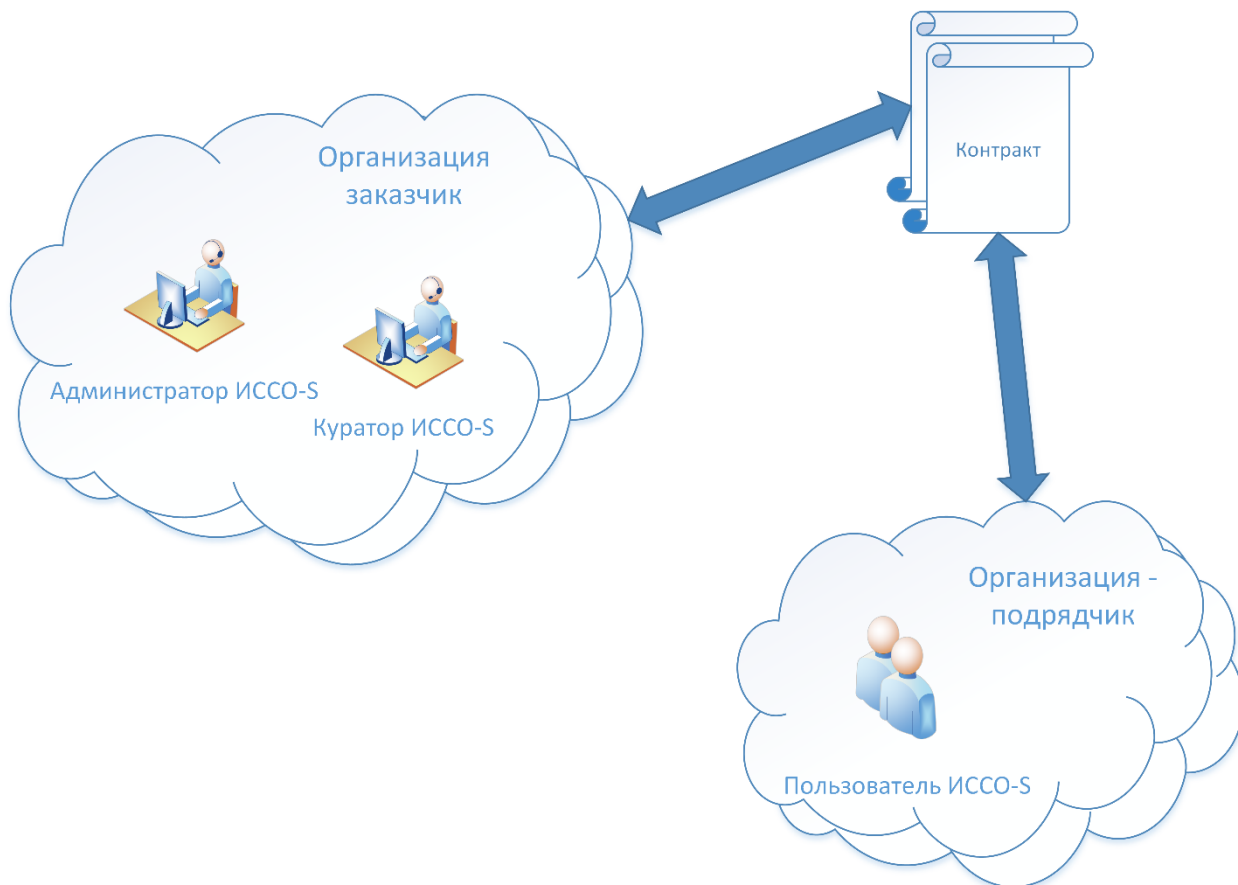 Организация
заказчик
Контракт
Администратор ИССО-S
Куратор ИССО-S
Организация -
подрядчик
Пользователь ИССО-S